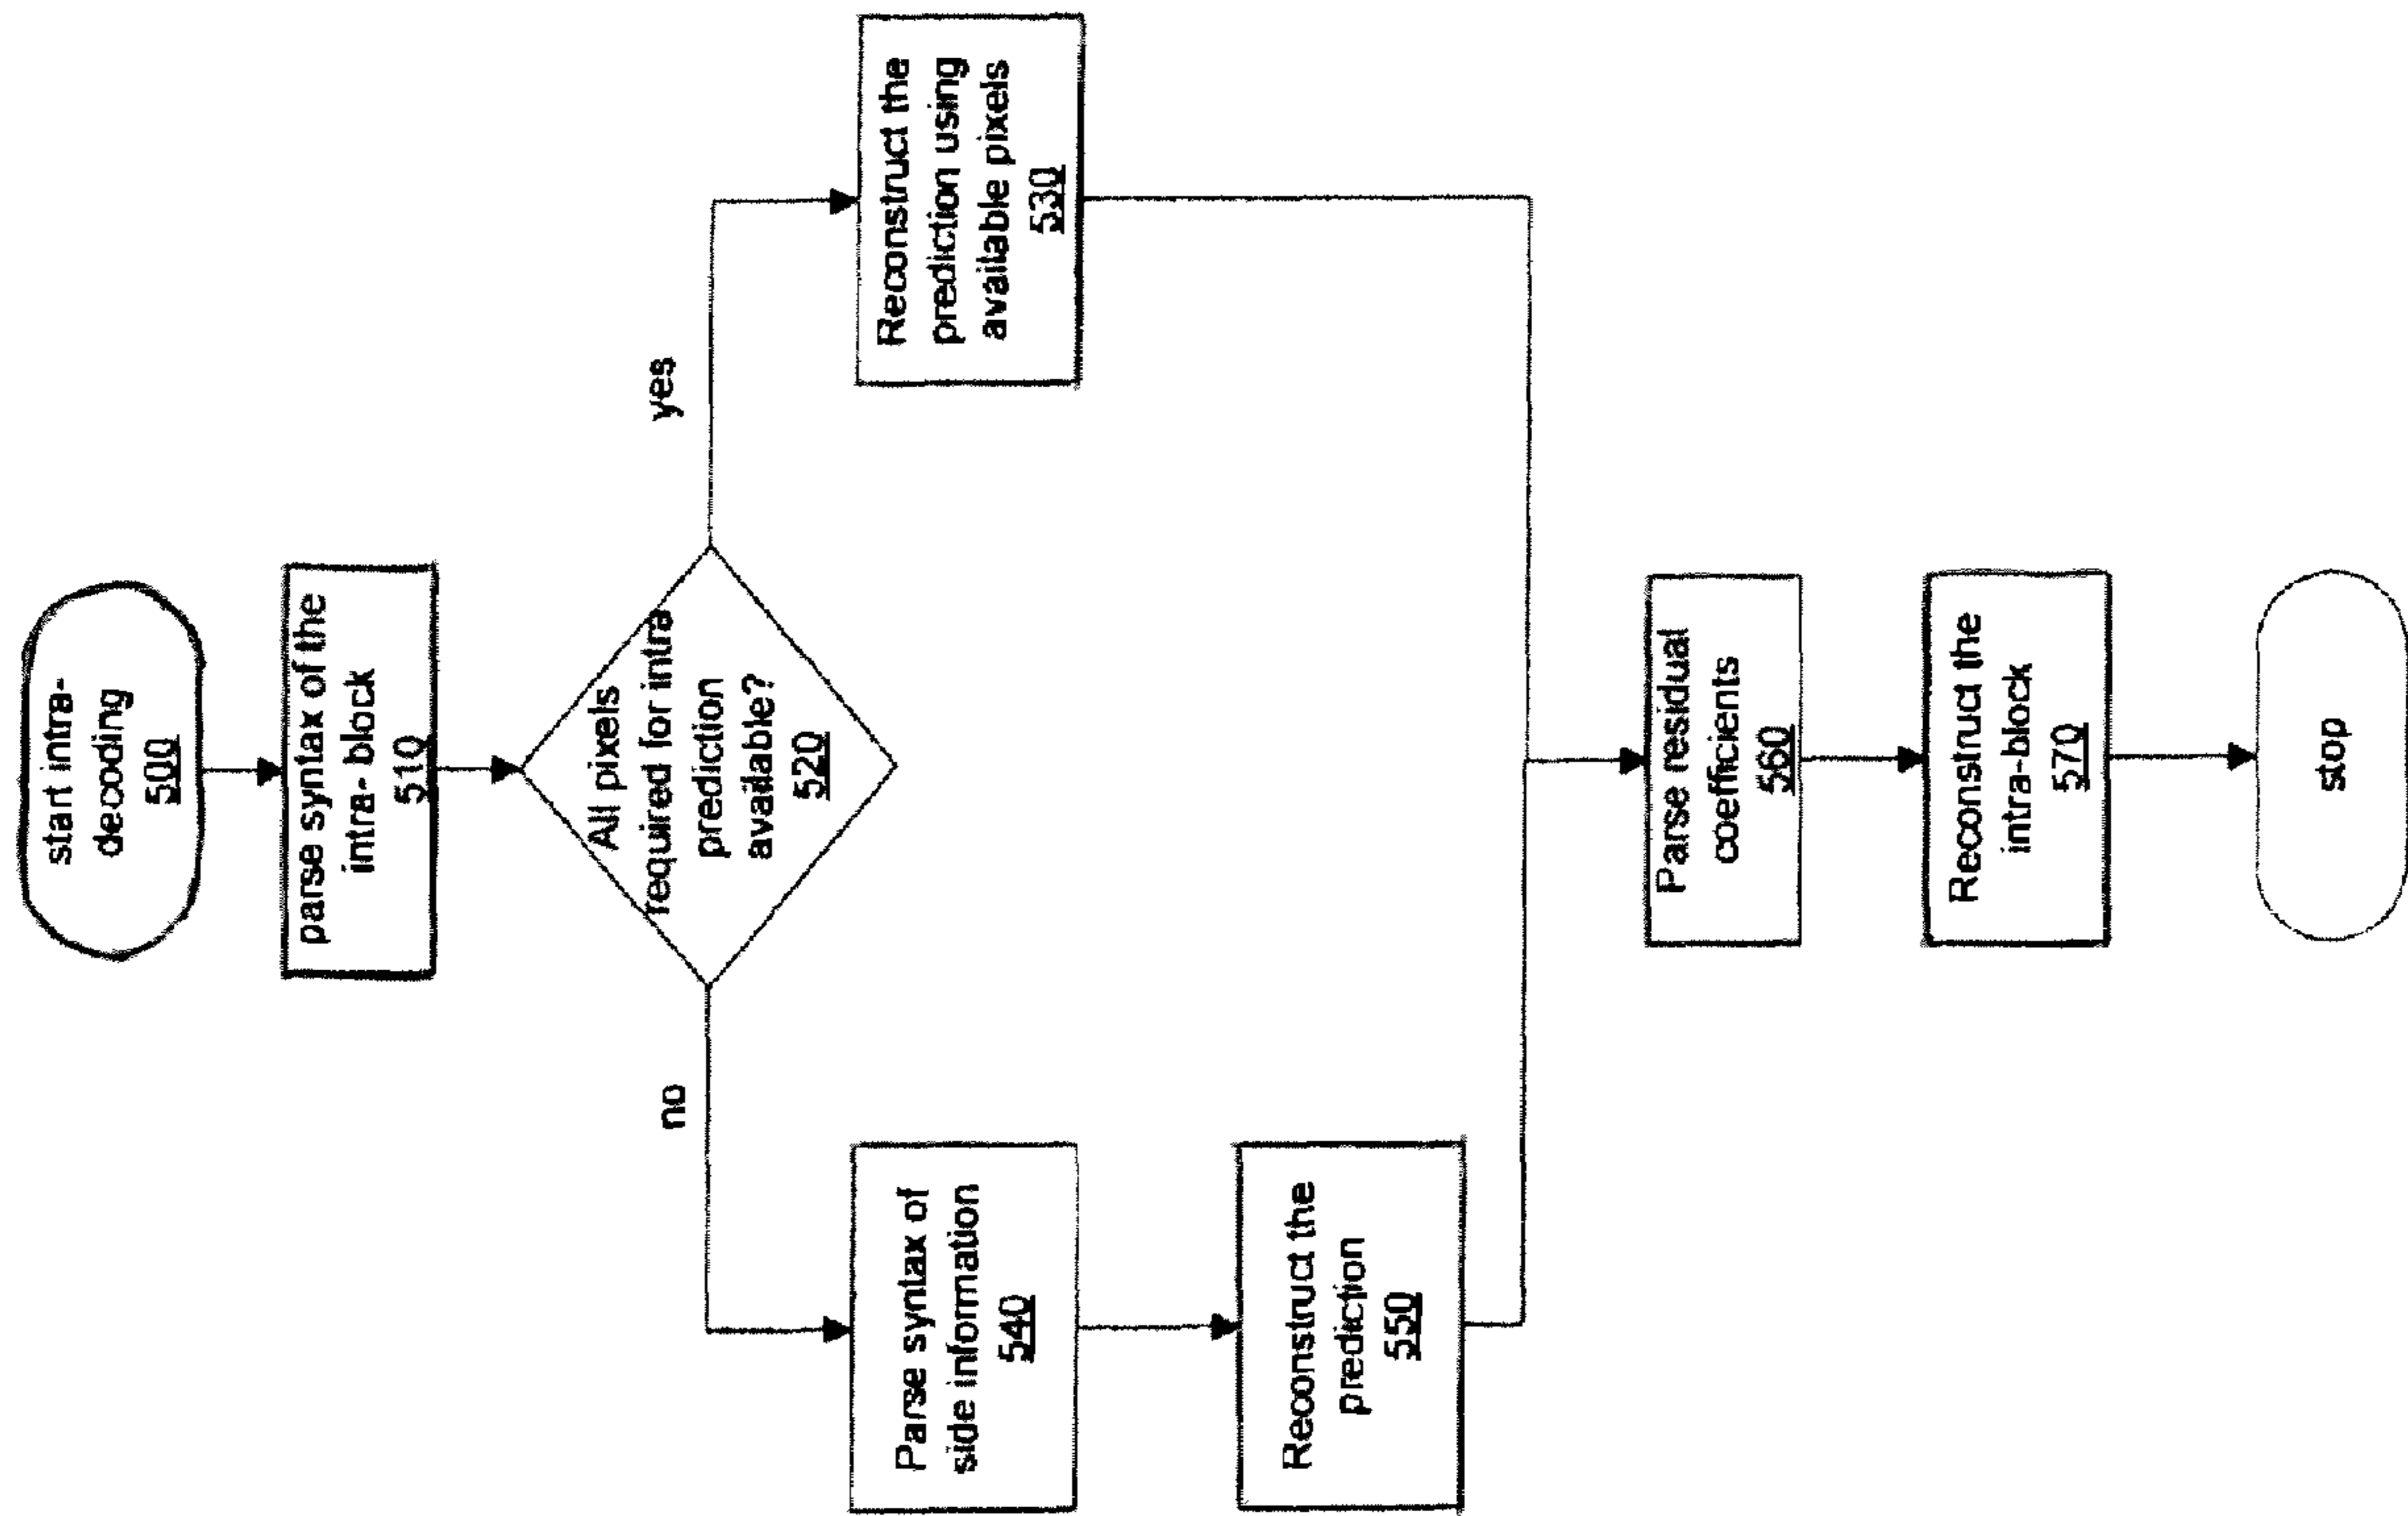 start intra-
decoding
500
parse syntax of the
intra- block
510
All pixels
required for intra
prediction
available?
520
yes
no
Reconstruct the
prediction using
available pixels
530
Parse syntax of
side information
540
Reconstruct the
prediction
550
Parse residual
coefficients
560
Reconstruct the
intra-block
570
stop